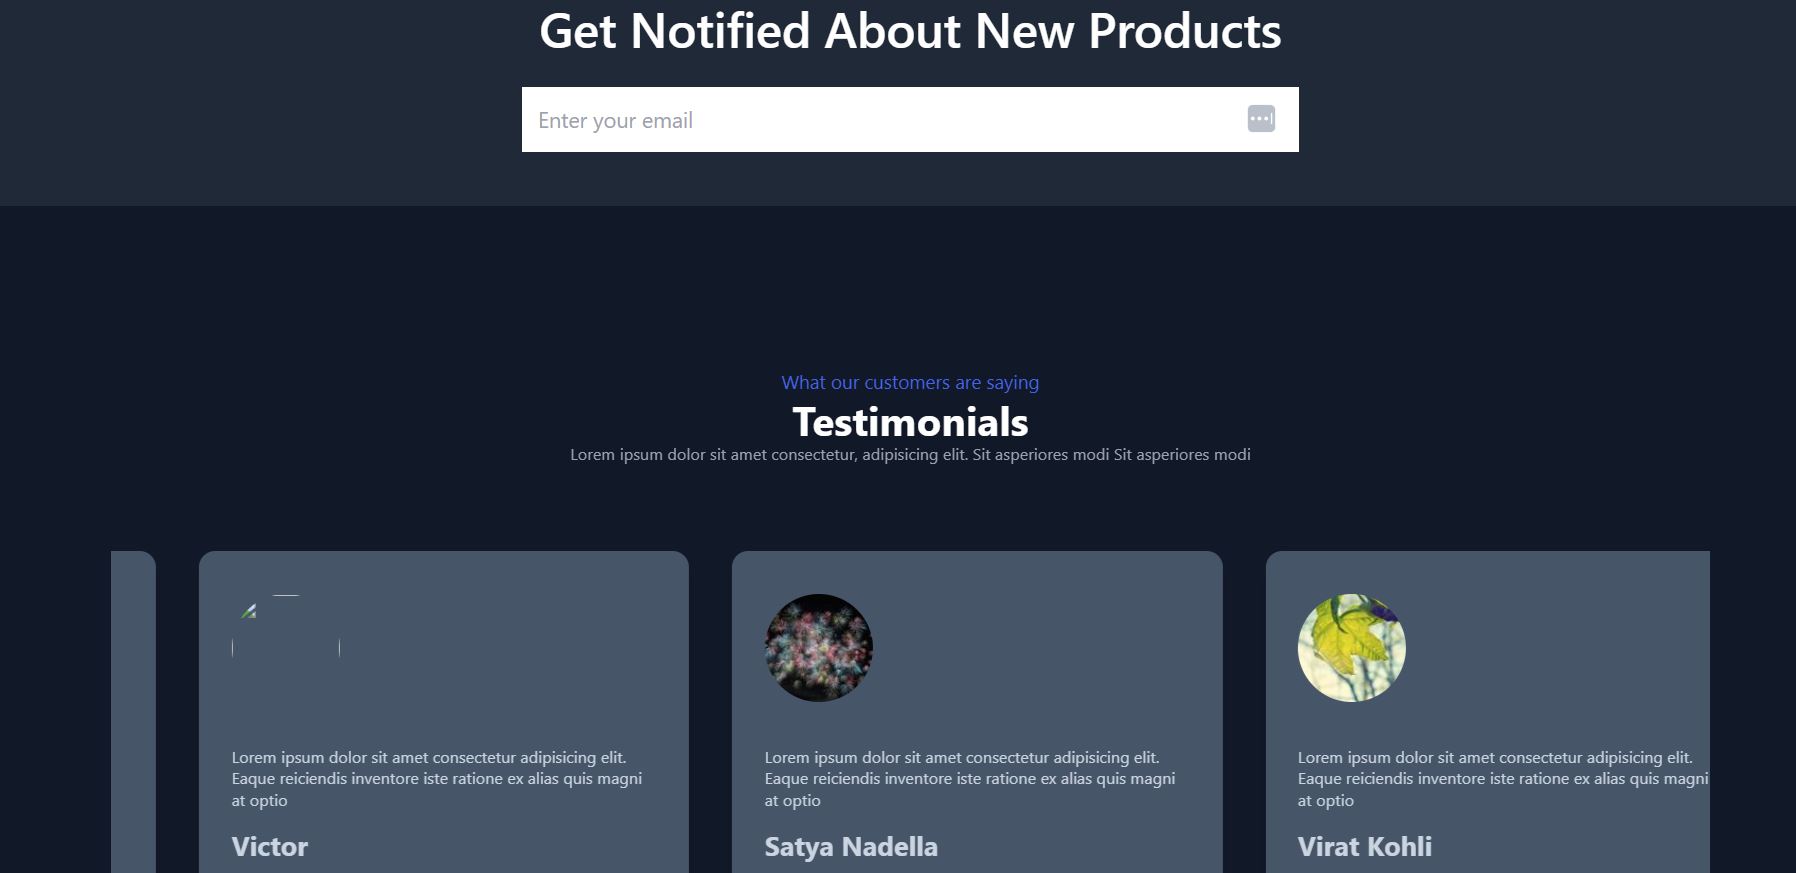 Get Notified About New Products
Enter your email
What our customers are saying
Testimonials
Lorem ipsum dolor sit amet consectetur, adipisicing elit. Sit asperiores modi Sit asperiores modi
Lorem ipsum dolor sit amet consectetur adipisicing elit.
Eaque reiciendis inventore iste ratione ex alias quis magni
at optio
Victor
Lorem ipsum dolor sit amet consectetur adipisicing elit.
Eaque reiciendis inventore iste ratione ex alias quis magni
at optio
Satya Nadella
Lorem ipsum dolor sit amet consectetur adipisicing elit.
Eaque reiciendis inventore iste ratione ex alias quis magni
at optio
Virat Kohli